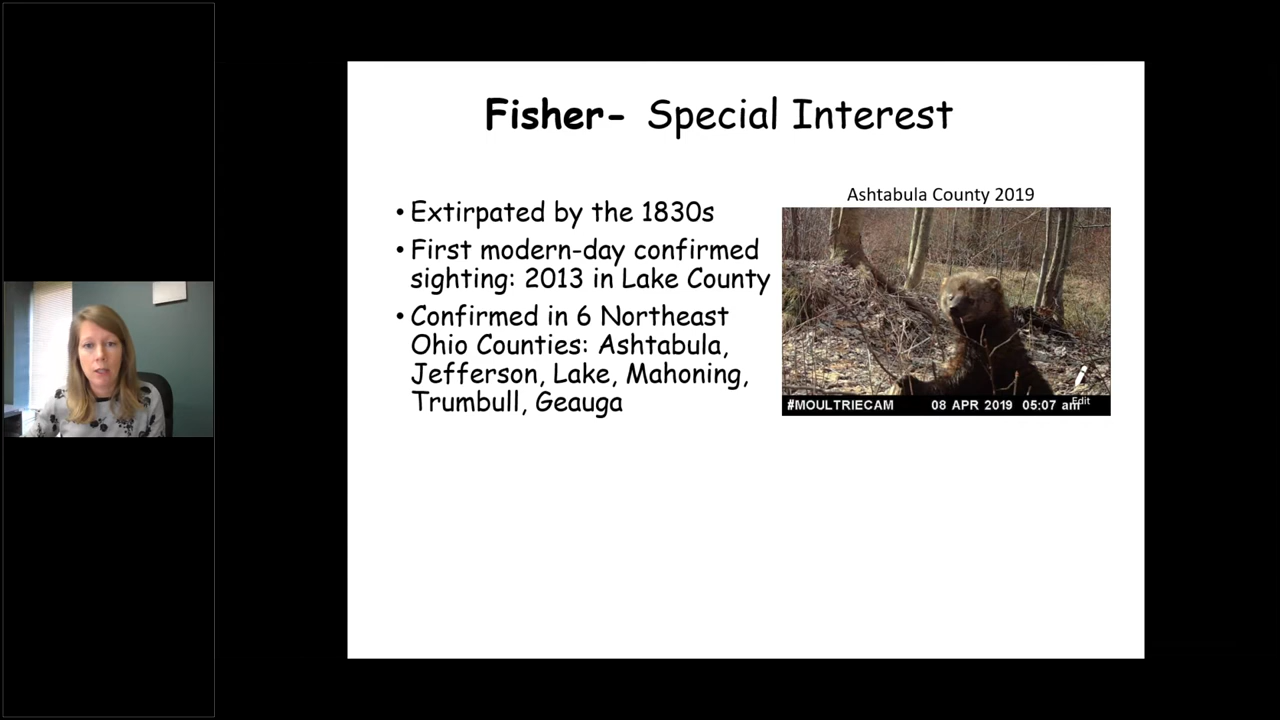 Fisher- Special Interest
• Extirpated by the 1830s
• First modern-day confirmed
sighting: 2013 in Lake County
• Confirmed in 6 Northeast
Ohio Counties: Ashtabula,
Jefferson, Lake, Mahoning,
Trumbull, Geauga
Ashtabula County 2019
#MOULTRIECAM 08 APR 2019 05:07 am
Edit